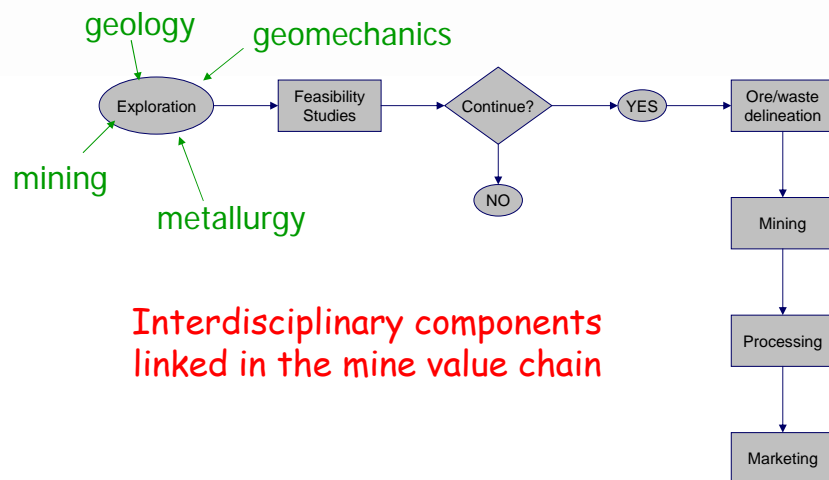 geology
geomechanics
Exploration
Feasibility
Studies
Continue?
YES
Ore/waste
delineation
mining
metallurgy
NO
Mining
Interdisciplinary components
linked in the mine value chain
Processing
Marketing